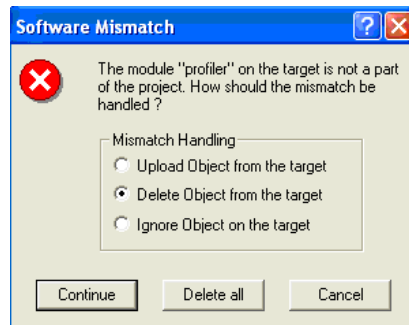 Software Mismatch
The module "profiler" on the target is not a part
of the project. How should the mismatch be
handled ?
Mismatch Handling
Upload Object from the target
Delete Object from the target
Ignore Object on the target
Continue Delete all Cancel